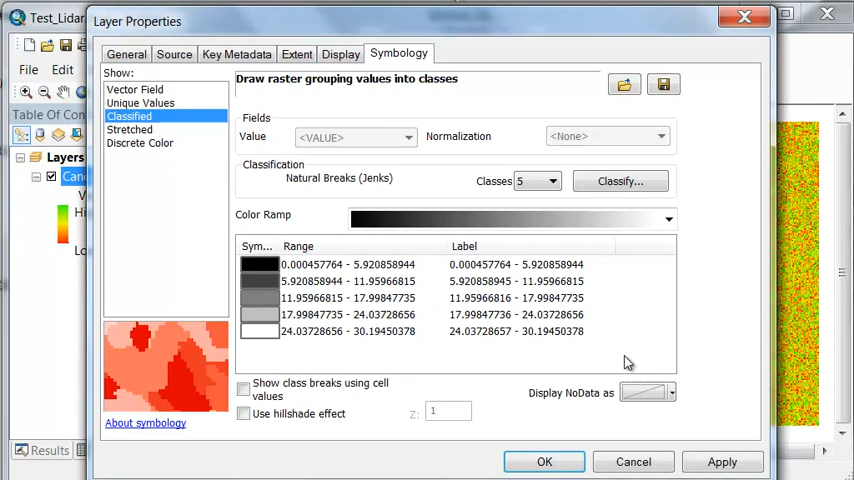 Test_Lidar.
Layer Properties
File Edit
Table Of Con
Layers
Can
V
Hi
Lo
Results
General Source Key Metadata Extent Display Symbology
Show:
Vector Field
Unique Values
Classified
Stretched
Discrete Color
About symbology
Draw raster grouping values into classes
Fields
Value <VALUE> Normalization <None>
Classification
Natural Breaks (Jenks) Classes 5 Classify...
Color Ramp
Sym... Range Label
0.000457764 - 5.920858944 0.000457764 - 5.920858944
5.920858944 - 11.95966815 5.920858945 - 11.95966815
11.95966815 - 17.99847735 11.95966816 - 17.99847735
17.99847735 - 24.03728656 17.99847736 - 24.03728656
24.03728656 - 30.19450378 24.03728657 - 30.19450378
Show class breaks using cell
values
Display NoData as
Use hillshade effect Z: 1
OK Cancel Apply